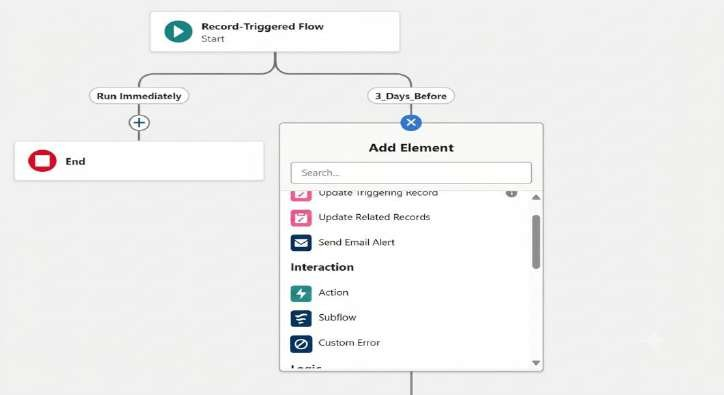 Record-Triggered Flow
Start
Run Immediately
3_Days_Before
End
Add Element
Search...
Update Triggering Record
Update Related Records
Send Email Alert
Interaction
Action
Subflow
Custom Error
Logic